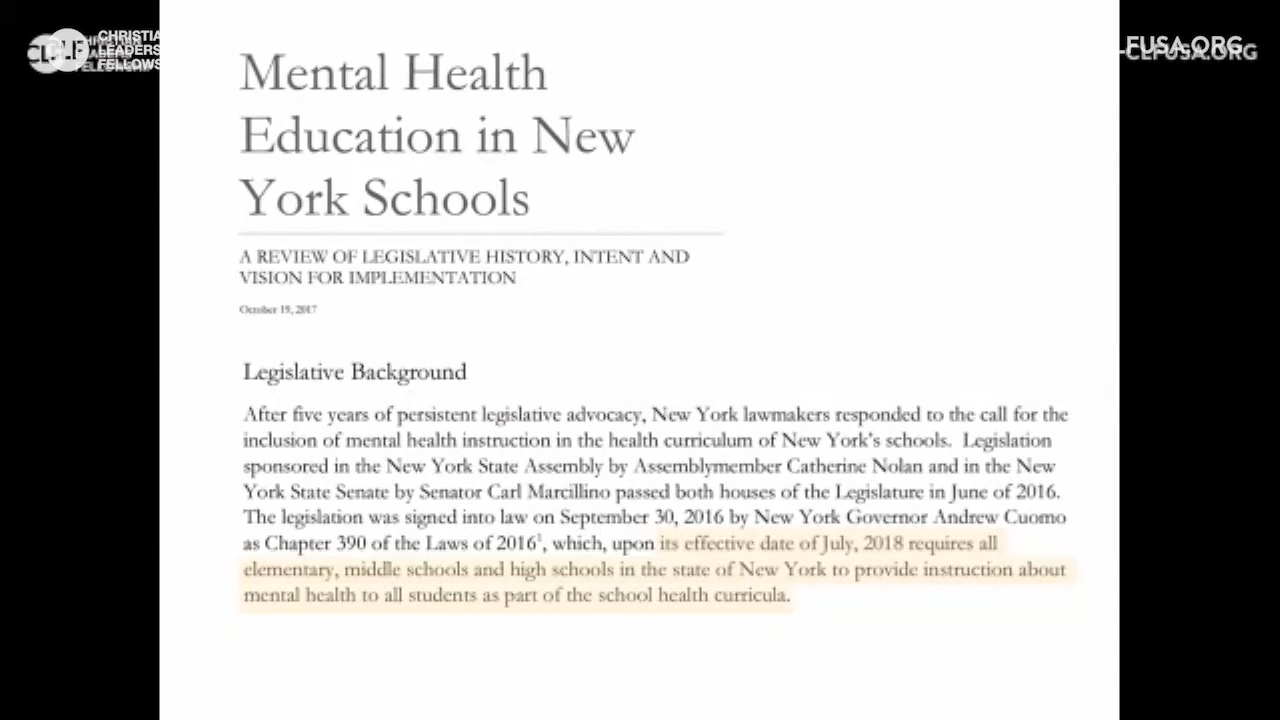 CHRISTIA
LEADERS
FELLOWS
FUSA.ORG
CLFUSA.ORG
Mental Health
Education in New
York Schools
A REVIEW OF LEGISLATIVE HISTORY, INTENT AND
VISION FOR IMPLEMENTATION
October 19, 2017
Legislative Background
After five years of persistent legislative advocacy, New York lawmakers responded to the call for the
inclusion of mental health instruction in the health curriculum of New York's schools. Legislation
sponsored in the New York State Assembly by Assemblymember Catherine Nolan and in the New
York State Senate by Senator Carl Marcillino passed both houses of the Legislature in June of 2016.
The legislation was signed into law on September 30, 2016 by New York Governor Andrew Cuomo
as Chapter 390 of the Laws of 2016¹, which, upon its effective date of July, 2018 requires all
elementary, middle schools and high schools in the state of New York to provide instruction about
mental health to all students as part of the school health curricula.